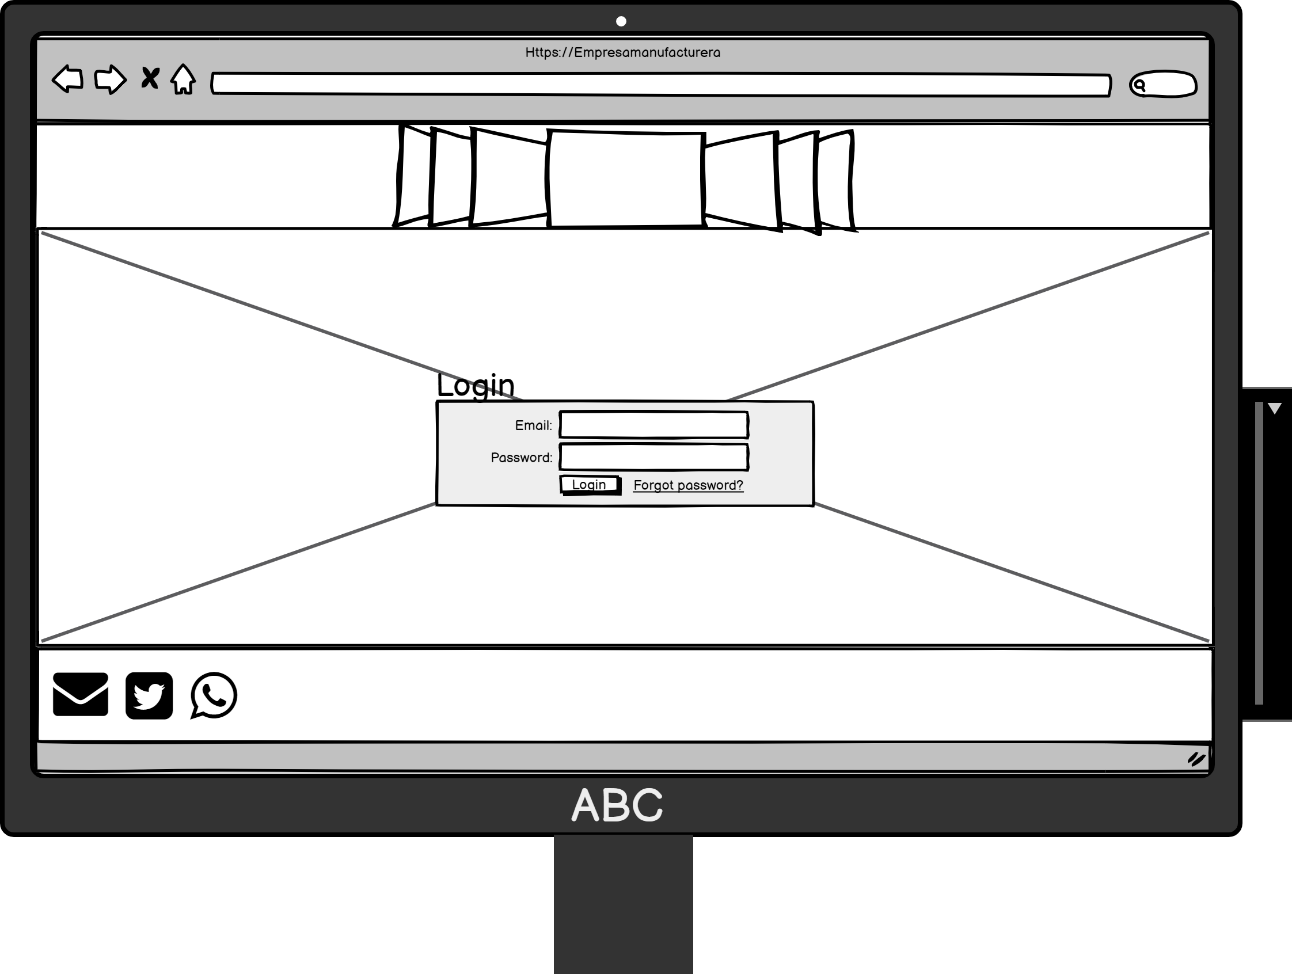 Https://Empresamanufacturera
Login
Email:
Password:
Login Forgot password?
ABC